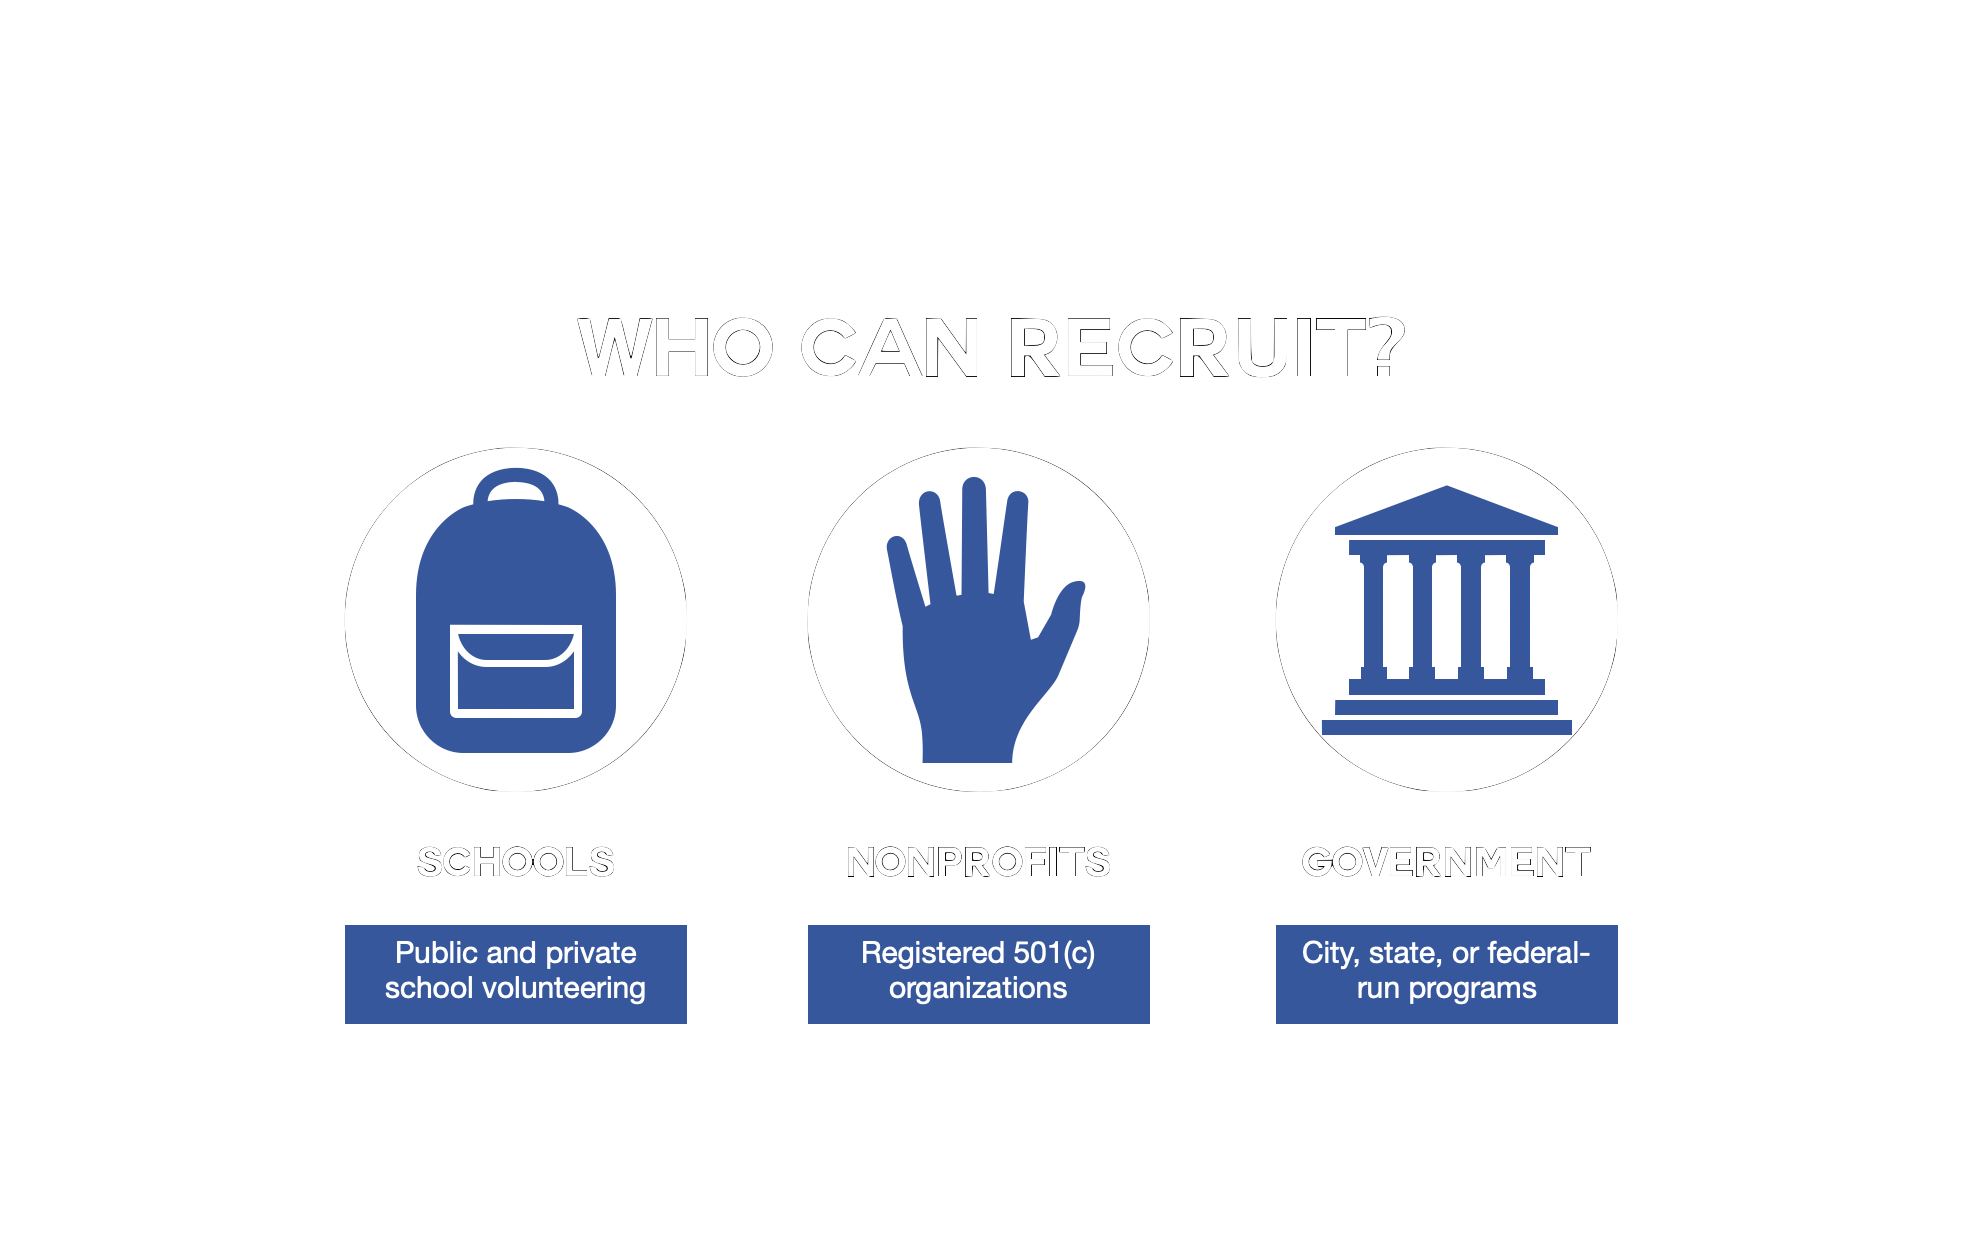 WHO CAN RECRUIT?
SCHOOLS
Public and private
school volunteering
NONPROFITS
Registered 501(c)
organizations
GOVERNMENT
City, state, or federal-
run programs